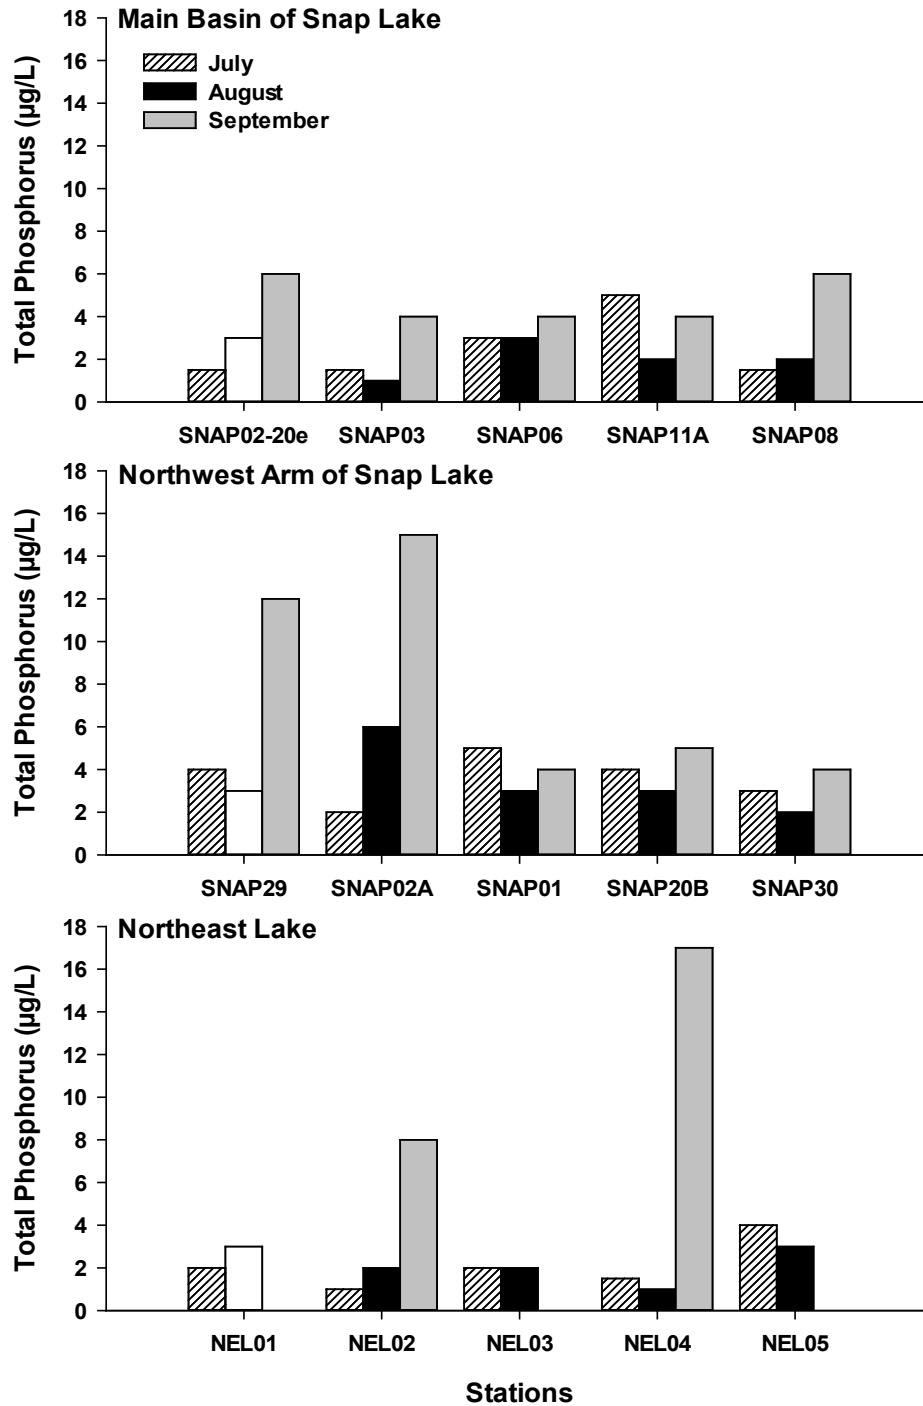 Main Basin of Snap Lake
July
August
September
Total Phosphorus (µg/L)
18
16
14
12
10
8
6
4
2
0
SNAP02-20e SNAP03 SNAP06 SNAP11A SNAP08
Northwest Arm of Snap Lake
Total Phosphorus (µg/L)
18
16
14
12
10
8
6
4
2
0
SNAP29 SNAP02A SNAP01 SNAP20B SNAP30
Northeast Lake
Total Phosphorus (µg/L)
18
16
14
12
10
8
6
4
2
0
NEL01 NEL02 NEL03 NEL04 NEL05
Stations